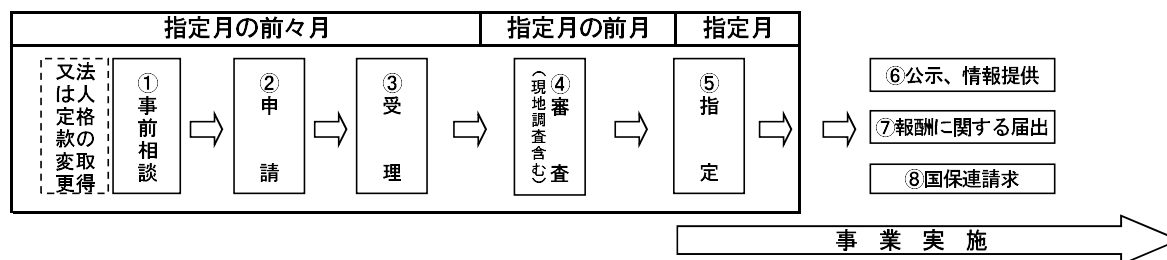 指定月の前々月
指定月の前月
指定月
法人格の取得
又は定款変更
①事前相談
②申請
③受理
④審査
(現地調査含む)
⑤指定
⑥公示、情報提供
⑦報酬に関する届出
⑧国保連請求
事業実施